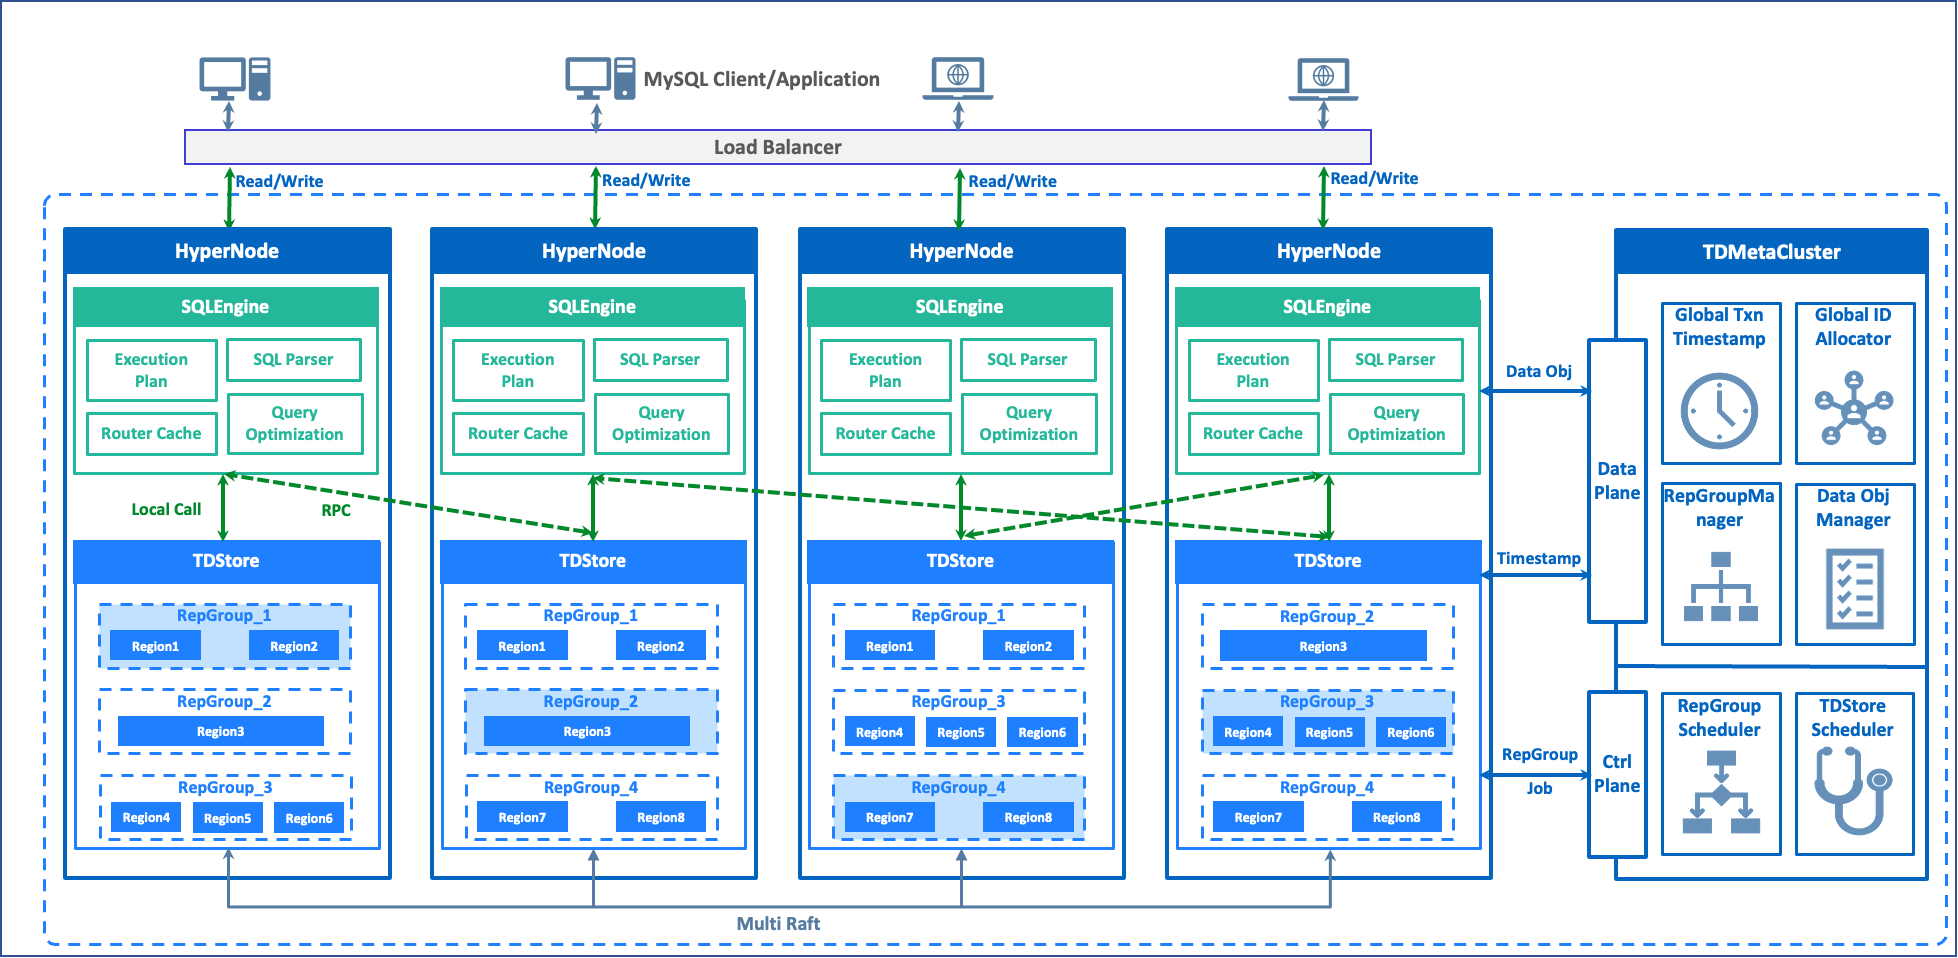 MySQL Client/Application
Load Balancer
Read/Write
Read/Write
Read/Write
Read/Write
HyperNode
SQLEngine
Execution
Plan
SQL Parser
Router Cache
Query
Optimization
Local Call
RPC
TDStore
RepGroup_1
Region1
Region2
RepGroup_2
Region3
RepGroup_3
Region4
Region5
Region6
HyperNode
SQLEngine
Execution
Plan
SQL Parser
Router Cache
Query
Optimization
TDStore
RepGroup_1
Region1
Region2
RepGroup_2
Region3
RepGroup_4
Region7
Region8
HyperNode
SQLEngine
Execution
Plan
SQL Parser
Router Cache
Query
Optimization
TDStore
RepGroup_1
Region1
Region2
RepGroup_3
Region4
Region5
Region6
RepGroup_4
Region7
Region8
HyperNode
SQLEngine
Execution
Plan
SQL Parser
Router Cache
Query
Optimization
TDStore
RepGroup_2
Region3
RepGroup_3
Region4
Region5
Region6
RepGroup_4
Region7
Region8
Multi Raft
Data Obj
Timestamp
RepGroup
Job
TDMetaCluster
Data
Plane
Global Txn
Timestamp
Global ID
Allocator
RepGroupMa
nager
Data Obj
Manager
Ctrl
Plane
RepGroup
Scheduler
TDStore
Scheduler